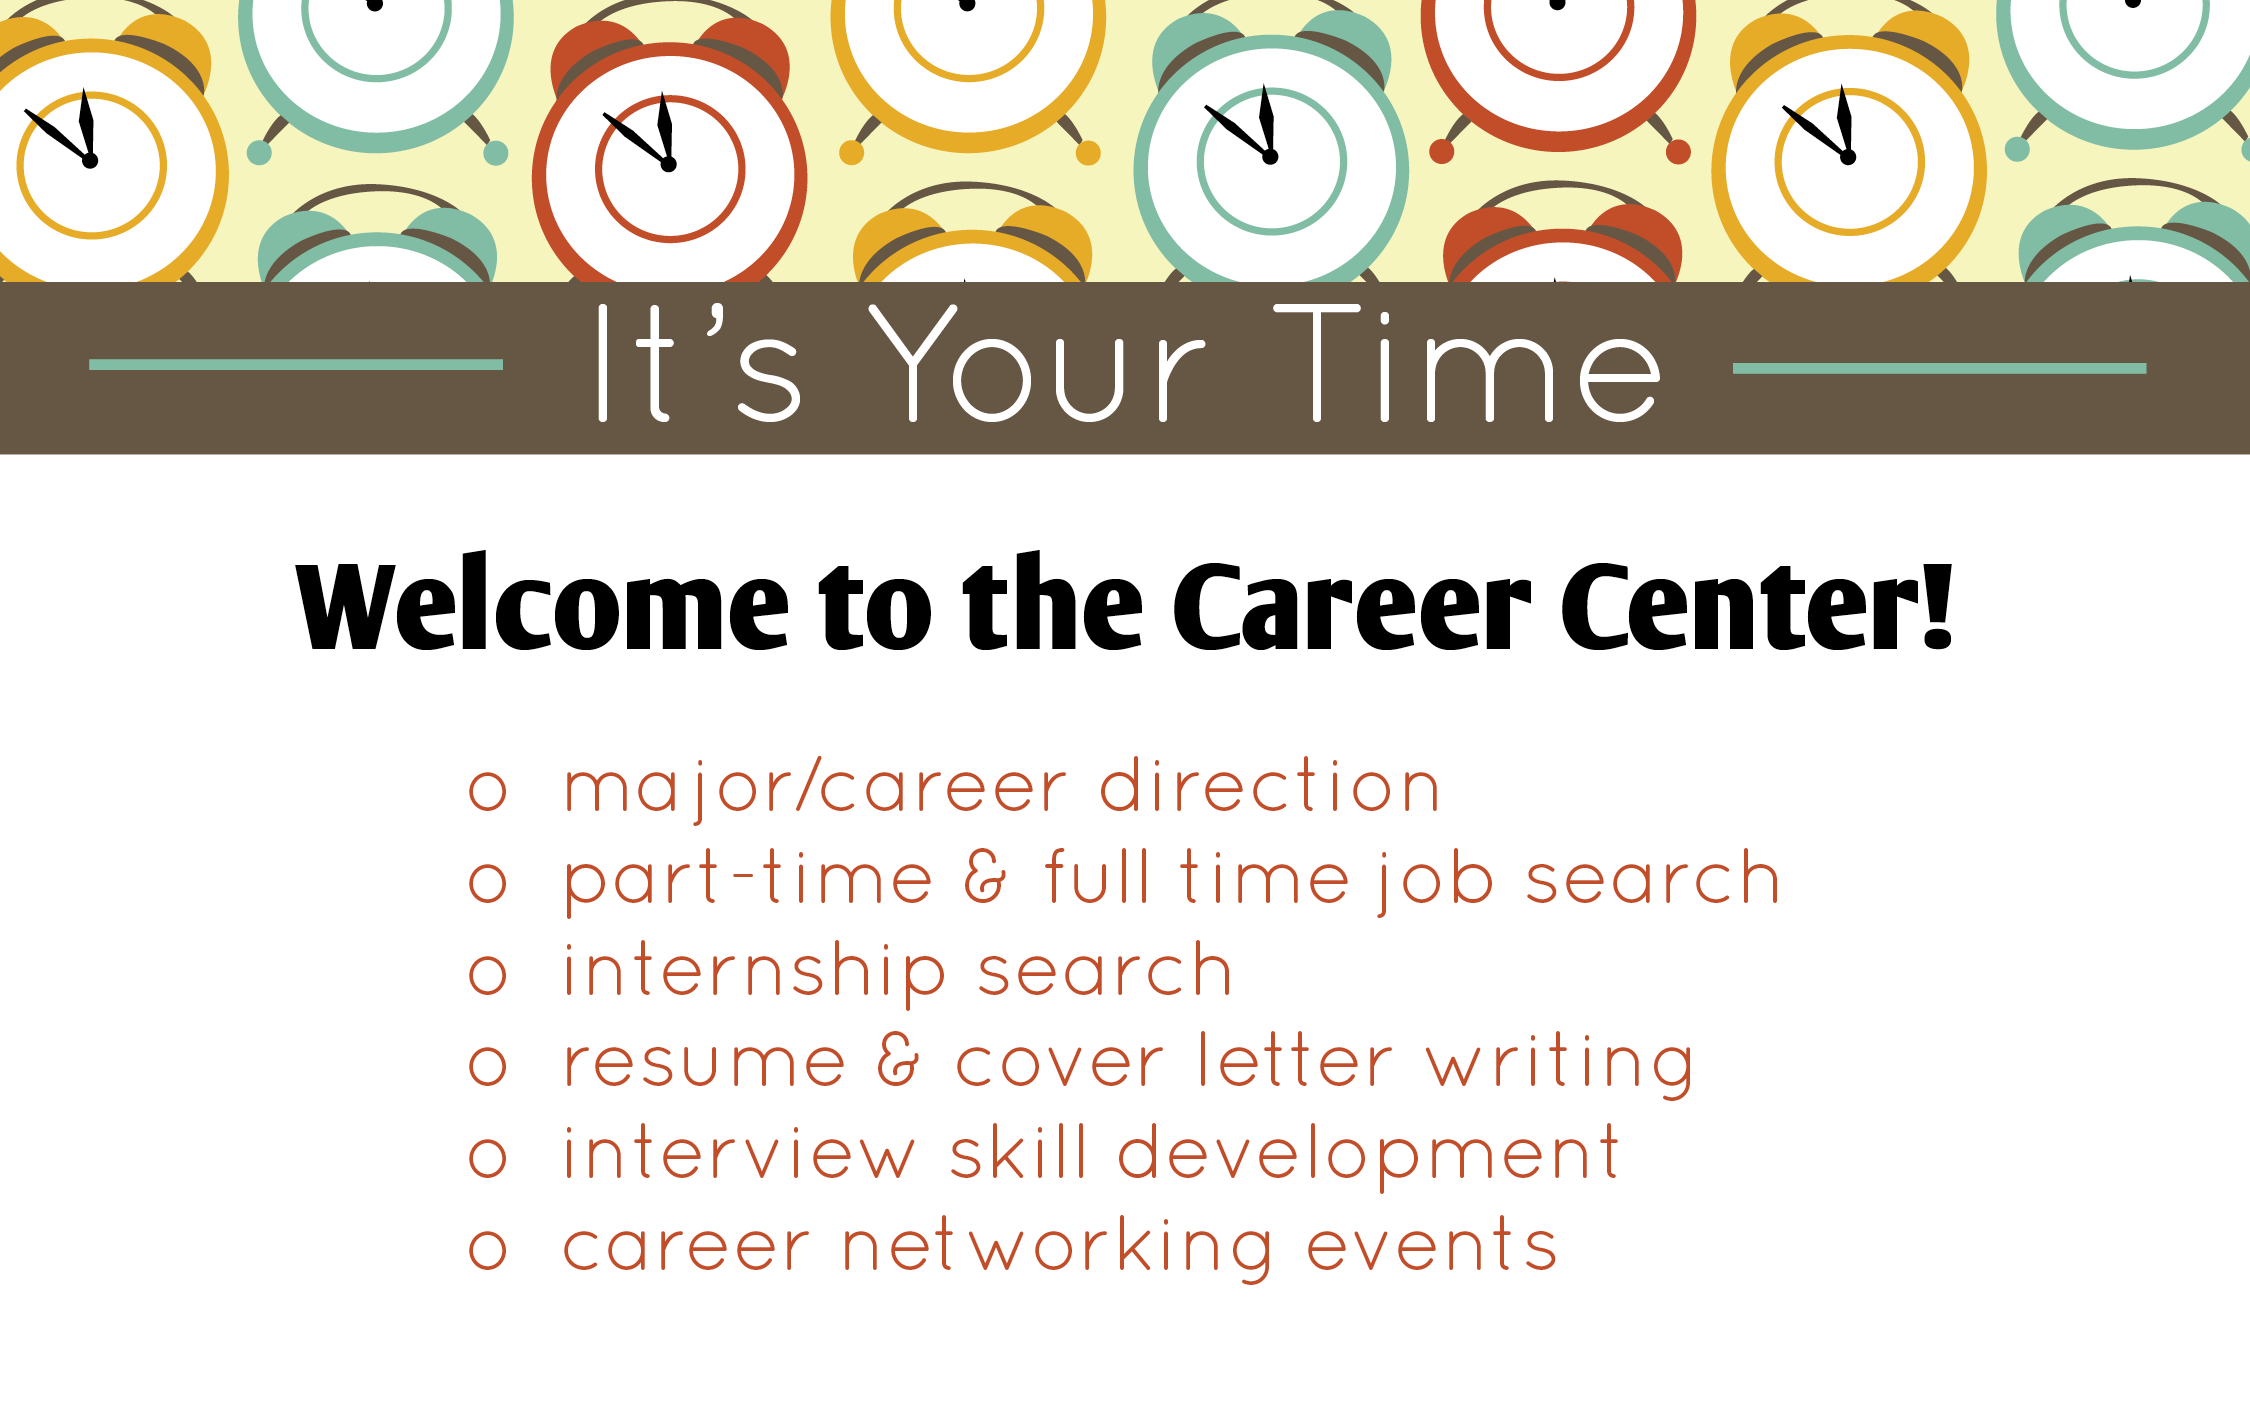 It's Your Time
Welcome to the Career Center!
o major/career direction
o part-time & full time job search
o internship search
o resume & cover letter writing
o interview skill development
o career networking events